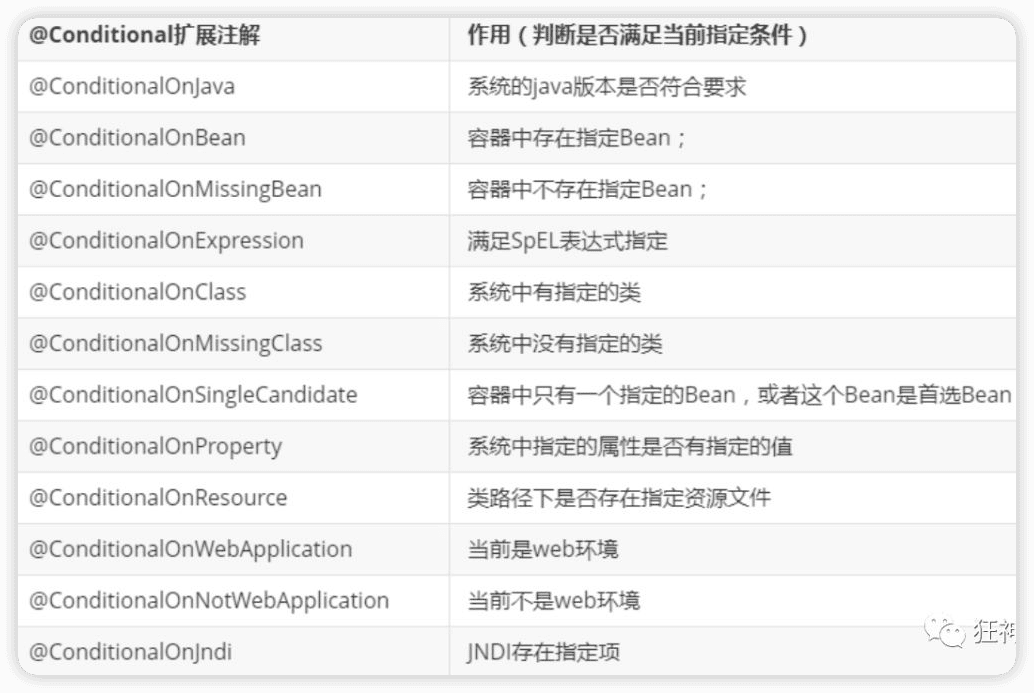 @Conditional扩展注解 作用（判断是否满足当前指定条件）
@ConditionalOnJava 系统的java版本是否符合要求
@ConditionalOnBean 容器中存在指定Bean；
@ConditionalOnMissingBean 容器中不存在指定Bean；
@ConditionalOnExpression 满足SpEL表达式指定
@ConditionalOnClass 系统中有指定的类
@ConditionalOnMissingClass 系统中没有指定的类
@ConditionalOnSingleCandidate 容器中只有一个指定的Bean，或者这个Bean是首选Bean
@ConditionalOnProperty 系统中指定的属性是否有指定的值
@ConditionalOnResource 类路径下是否存在指定资源文件
@ConditionalOnWebApplication 当前是web环境
@ConditionalOnNotWebApplication 当前不是web环境
@ConditionalOnJndi JNDI存在指定项
狂神